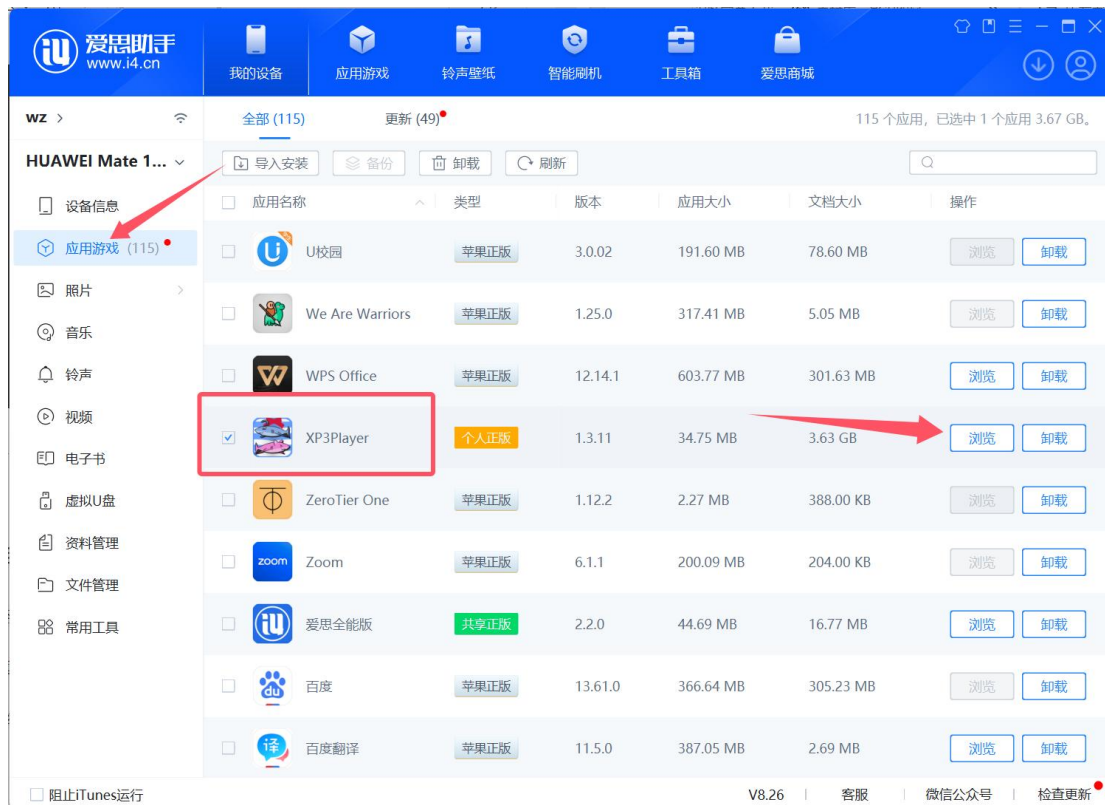 爱思助手
www.i4.cn
我的设备 应用游戏 铃声壁纸 智能刷机 工具箱 爱思商城
wz >
全部 (115) 更新 (49) 115 个应用，已选中 1 个应用 3.67 GB。
HUAWEI Mate 1...
导入安装 备份 卸载 刷新
应用名称 类型 版本 应用大小 文档大小 操作
设备信息
应用游戏 (115)
照片
音乐
铃声
视频
电子书
虚拟U盘
资料管理
文件管理
常用工具
U校园 苹果正版 3.0.02 191.60 MB 78.60 MB 浏览 卸载
We Are Warriors 苹果正版 1.25.0 317.41 MB 5.05 MB 浏览 卸载
WPS Office 苹果正版 12.14.1 603.77 MB 301.63 MB 浏览 卸载
XP3Player 个人正版 1.3.11 34.75 MB 3.63 GB 浏览 卸载
ZeroTier One 苹果正版 1.12.2 2.27 MB 388.00 KB 浏览 卸载
zoom Zoom 苹果正版 6.1.1 200.09 MB 204.00 KB 浏览 卸载
爱思全能版 共享正版 2.2.0 44.69 MB 16.77 MB 浏览 卸载
du 百度 苹果正版 13.61.0 366.64 MB 305.23 MB 浏览 卸载
译 百度翻译 苹果正版 11.5.0 387.05 MB 2.69 MB 浏览 卸载
阻止iTunes运行 V8.26 客服 微信公众号 检查更新